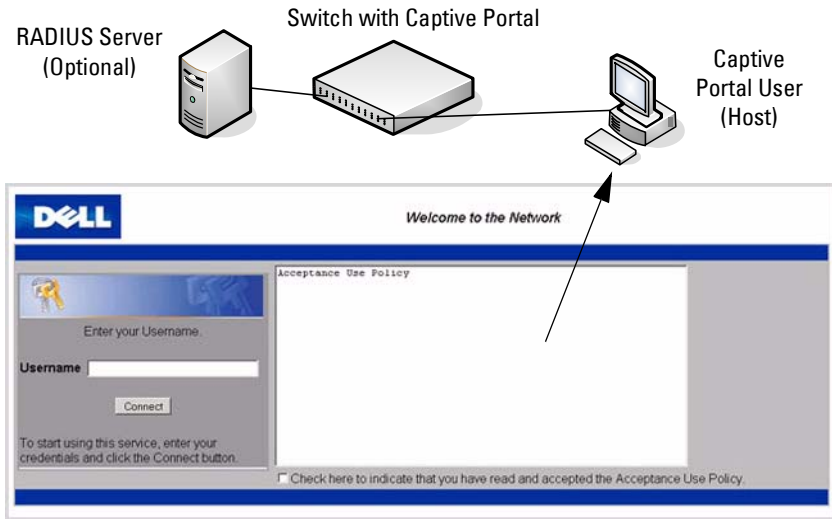 Switch with Captive Portal
RADIUS Server
(Optional)
Captive
Portal User
(Host)
DELL
Welcome to the Network
Acceptance Use Policy
Enter your Username.
Username
Connect
To start using this service, enter your
credentials and click the Connect button.
Check here to indicate that you have read and accepted the Acceptance Use Policy.